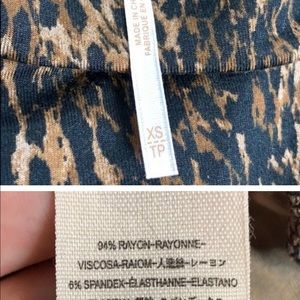 MADE IN CH
FABRIQUE EN
XS
TP
94% RAYON-RAYONNE-
VISCOSA-RAIOM-人造絲-レーヨン
6% SPANDEX-ÉLASTHANNE-ELASTANO